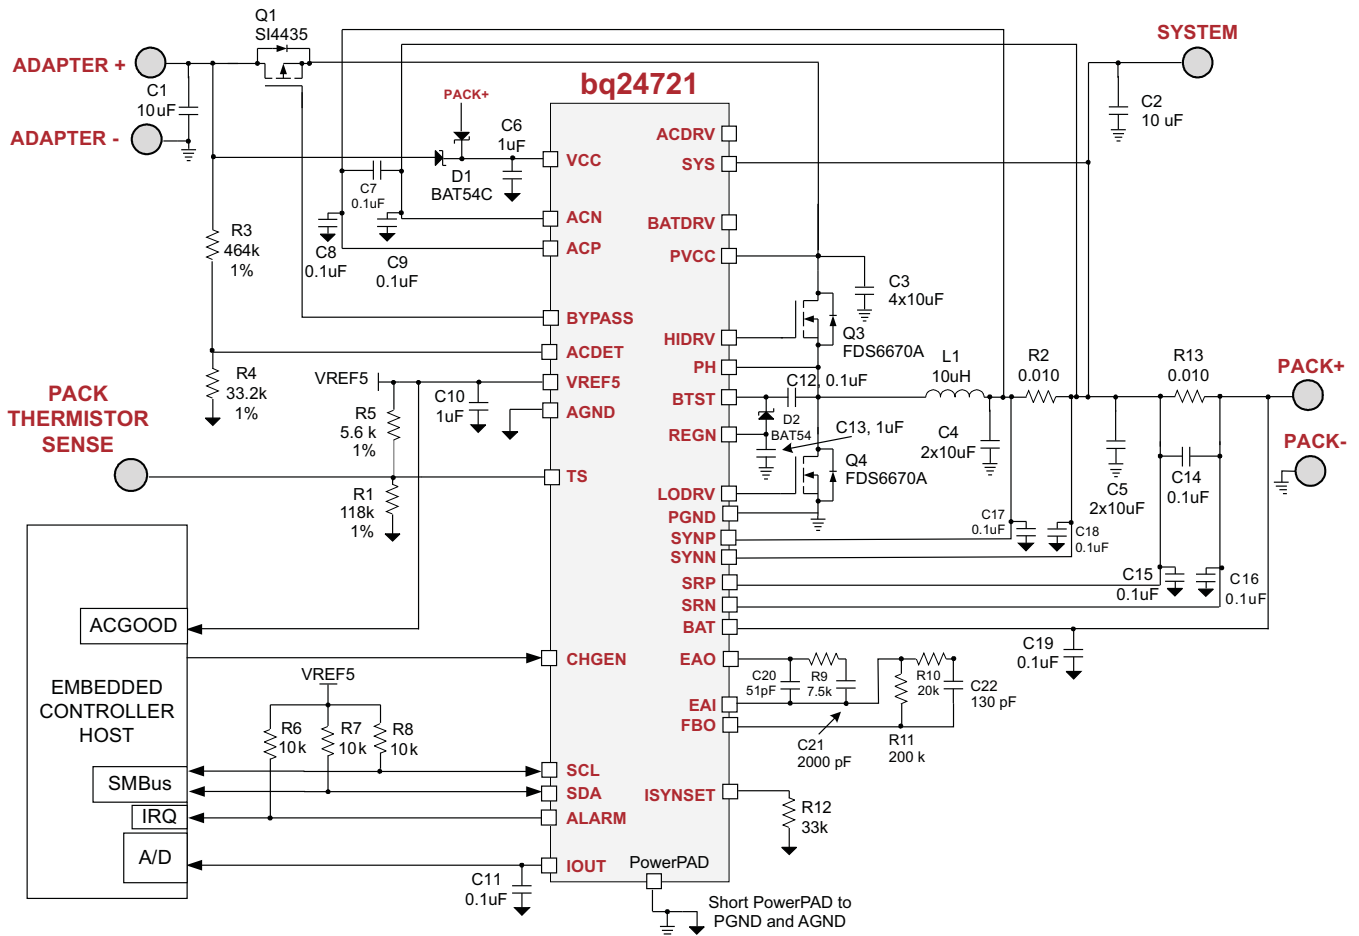 Q1
SI4435
SYSTEM
ADAPTER +
C1
10uF
ADAPTER -
bq24721
PACK+
C6
1uF
D1
BAT54C
C7
0.1uF
C8
0.1uF
C9
0.1uF
R3
464k
1%
R4
33.2k
1%
VCC
ACN
ACP
BYPASS
ACDET
VREF5
AGND
TS
CHGEN
SCL
SDA
ALARM
IOUT
ACDRV
SYS
BATDRV
PVCC
HIDRV
PH
BTST
REGN
LODRV
PGND
SYNP
SYNN
SRP
SRN
BAT
EAO
EAI
FBO
ISYNSET
PowerPAD
C2
10 uF
C3
4x10uF
Q3
FDS6670A
C12, 0.1uF
D2
BAT54
C13, 1uF
Q4
FDS6670A
L1
10uH
R2
0.010
R13
0.010
PACK+
PACK-
C4
2x10uF
C5
2x10uF
C14
0.1uF
C17
0.1uF
C18
0.1uF
C15
0.1uF
C16
0.1uF
C19
0.1uF
VREF5
R5
5.6 k
1%
C10
1uF
PACK
THERMISTOR
SENSE
R1
118k
1%
ACGOOD
EMBEDDED
CONTROLLER
HOST
VREF5
R6
10k
R7
10k
R8
10k
SMBus
IRQ
A/D
C11
0.1uF
C20
51pF
R9
7.5k
R10
20k
C22
130 pF
C21
2000 pF
R11
200 k
R12
33k
Short PowerPAD to
PGND and AGND